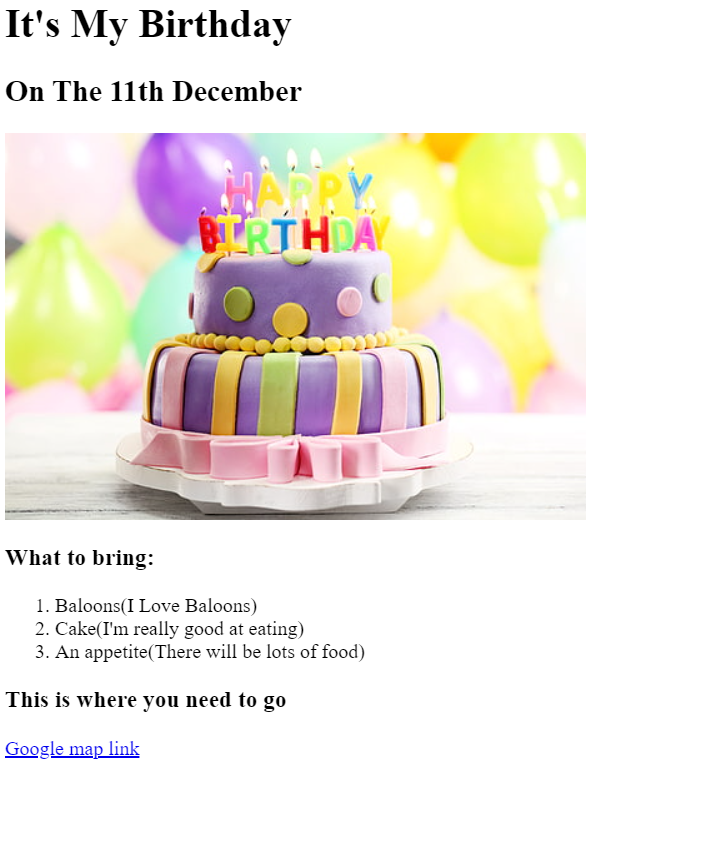 It's My Birthday
On The 11th December
HAPPY
BIRTHDAY
What to bring:
1. Baloons(I Love Baloons)
2. Cake(I'm really good at eating)
3. An appetite(There will be lots of food)
This is where you need to go
Google map link